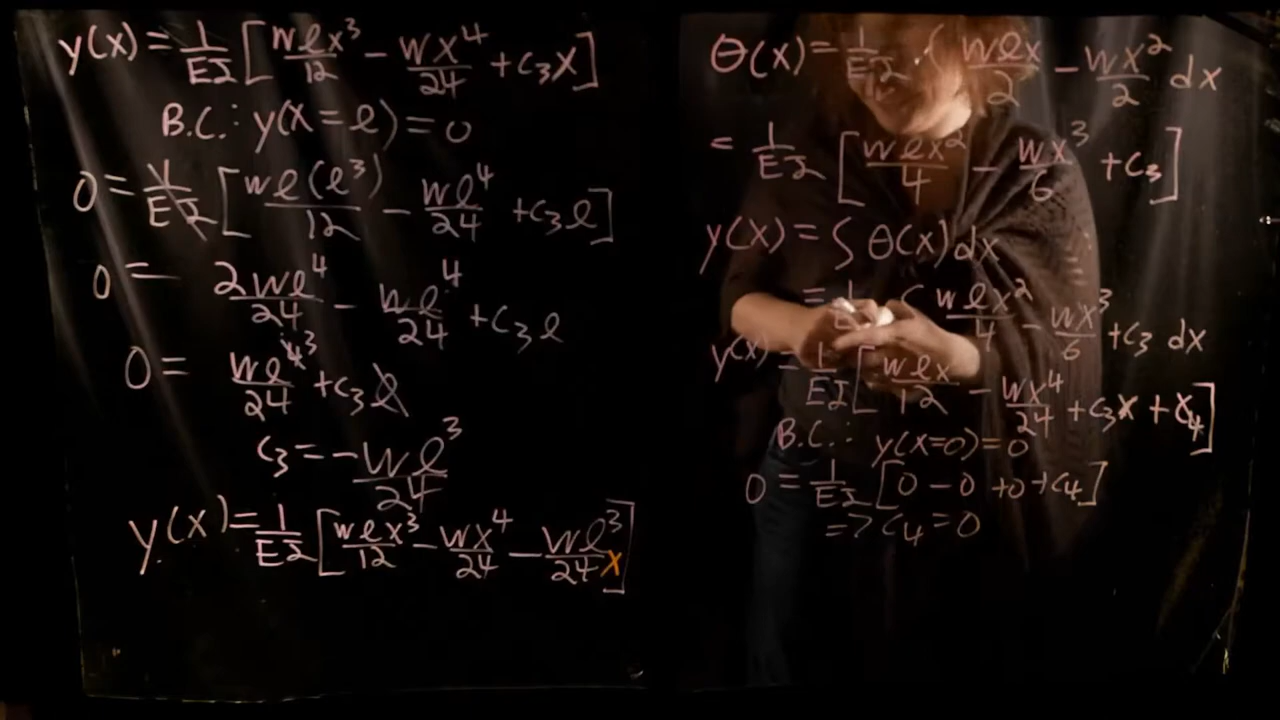 y(x) = 1/EI [wlx³/12 − wx⁴/24 + c₃x]
B.C.: y(x = l) = 0
0 = 1/EI [wl(l³)/12 − wl⁴/24 + c₃l]
0 = 2wl⁴/24 − wl⁴/24 + c₃l
0 = wl⁴³/24 + c₃l
c₃ = −wl³/24
y(x) = 1/EI [wlx³/12 − wx⁴/24 − wl³/24 x]
θ(x) = 1/EI ∫ wlx/2 − wx²/2 dx
= 1/EI [wlx²/4 − wx³/6 + c₃]
y(x) = ∫ θ(x) dx
= ∫ wlx²/4 − wx³/6 + c₃ dx
y(x) = 1/EI [wlx/12 − wx⁴/24 + c₃x + c₄]
B.C.: y(x=0) = 0
0 = 1/EI [0 − 0 + 0 + c₄]
=> c₄ = 0